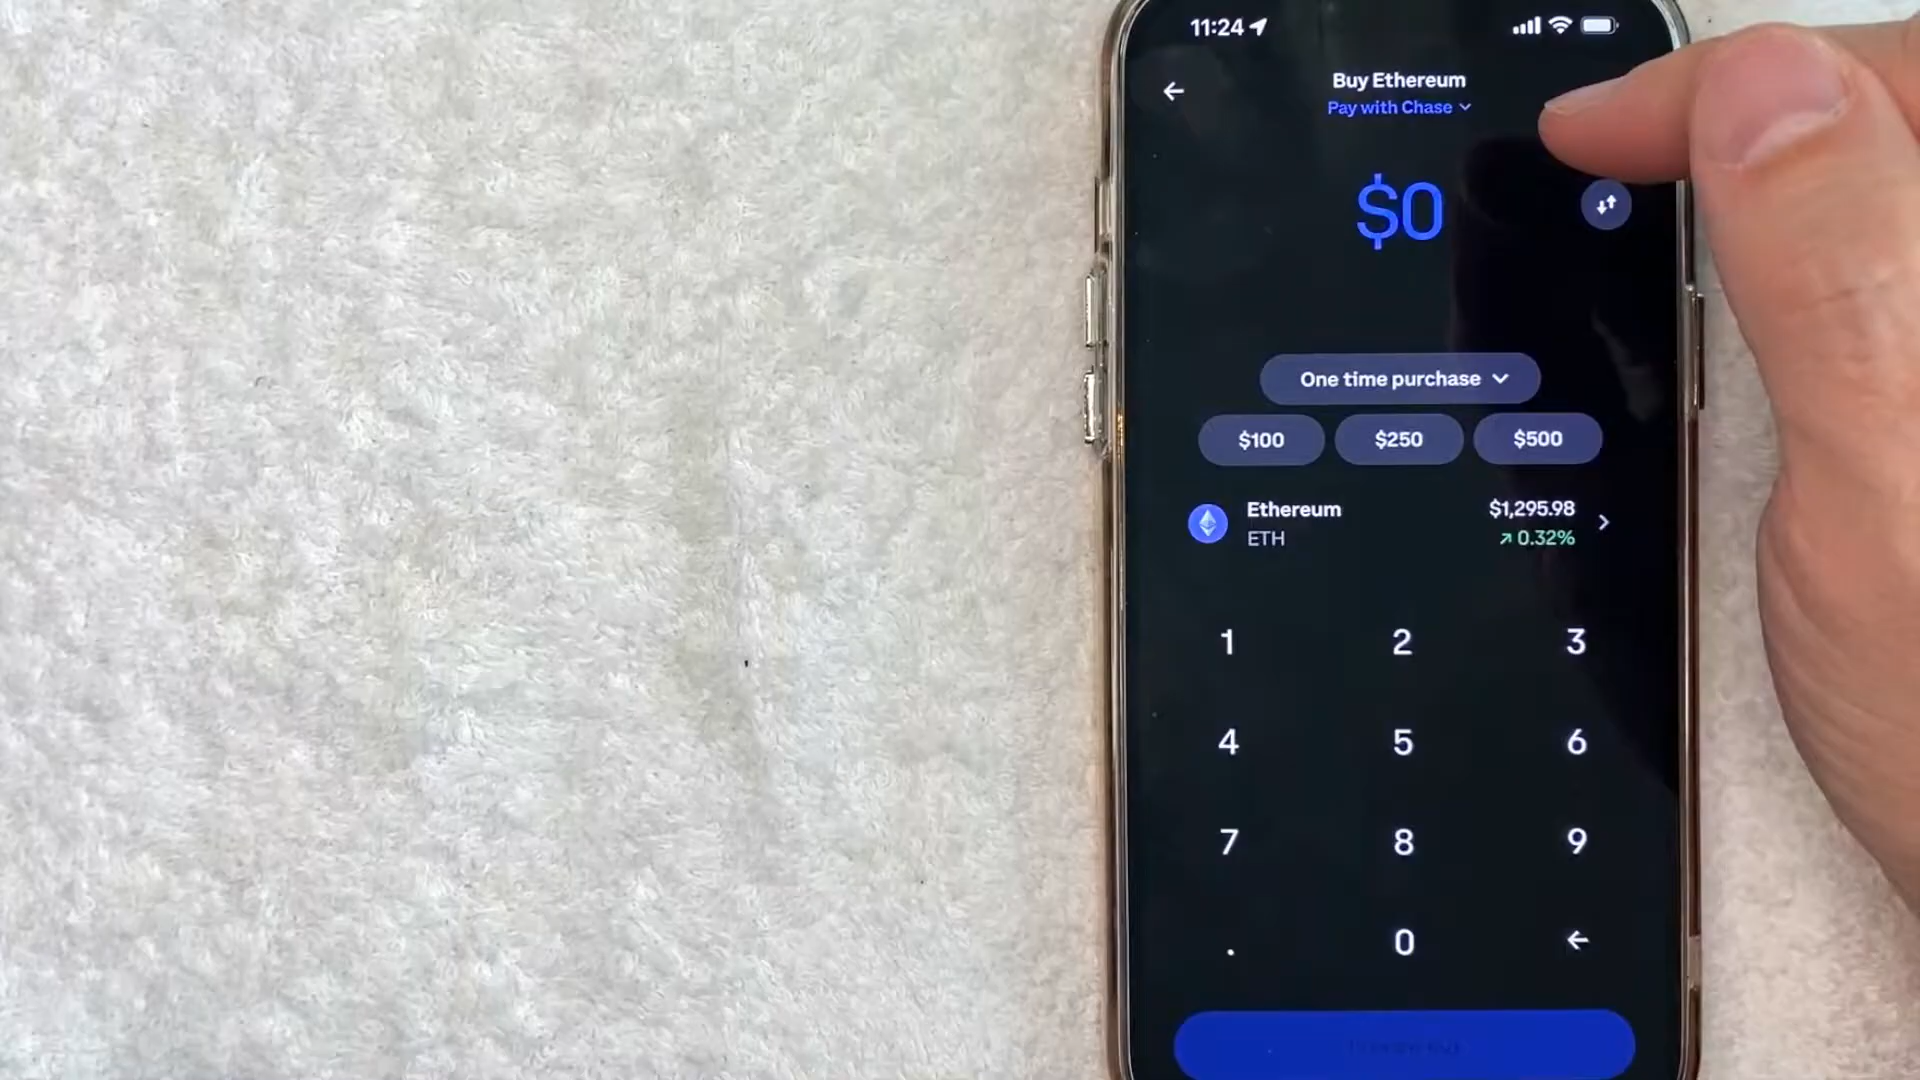 11:24
Buy Ethereum
Pay with Chase
$0
One time purchase
$100 $250 $500
Ethereum $1,295.98
ETH 0.32%
1 2 3
4 5 6
7 8 9
. 0